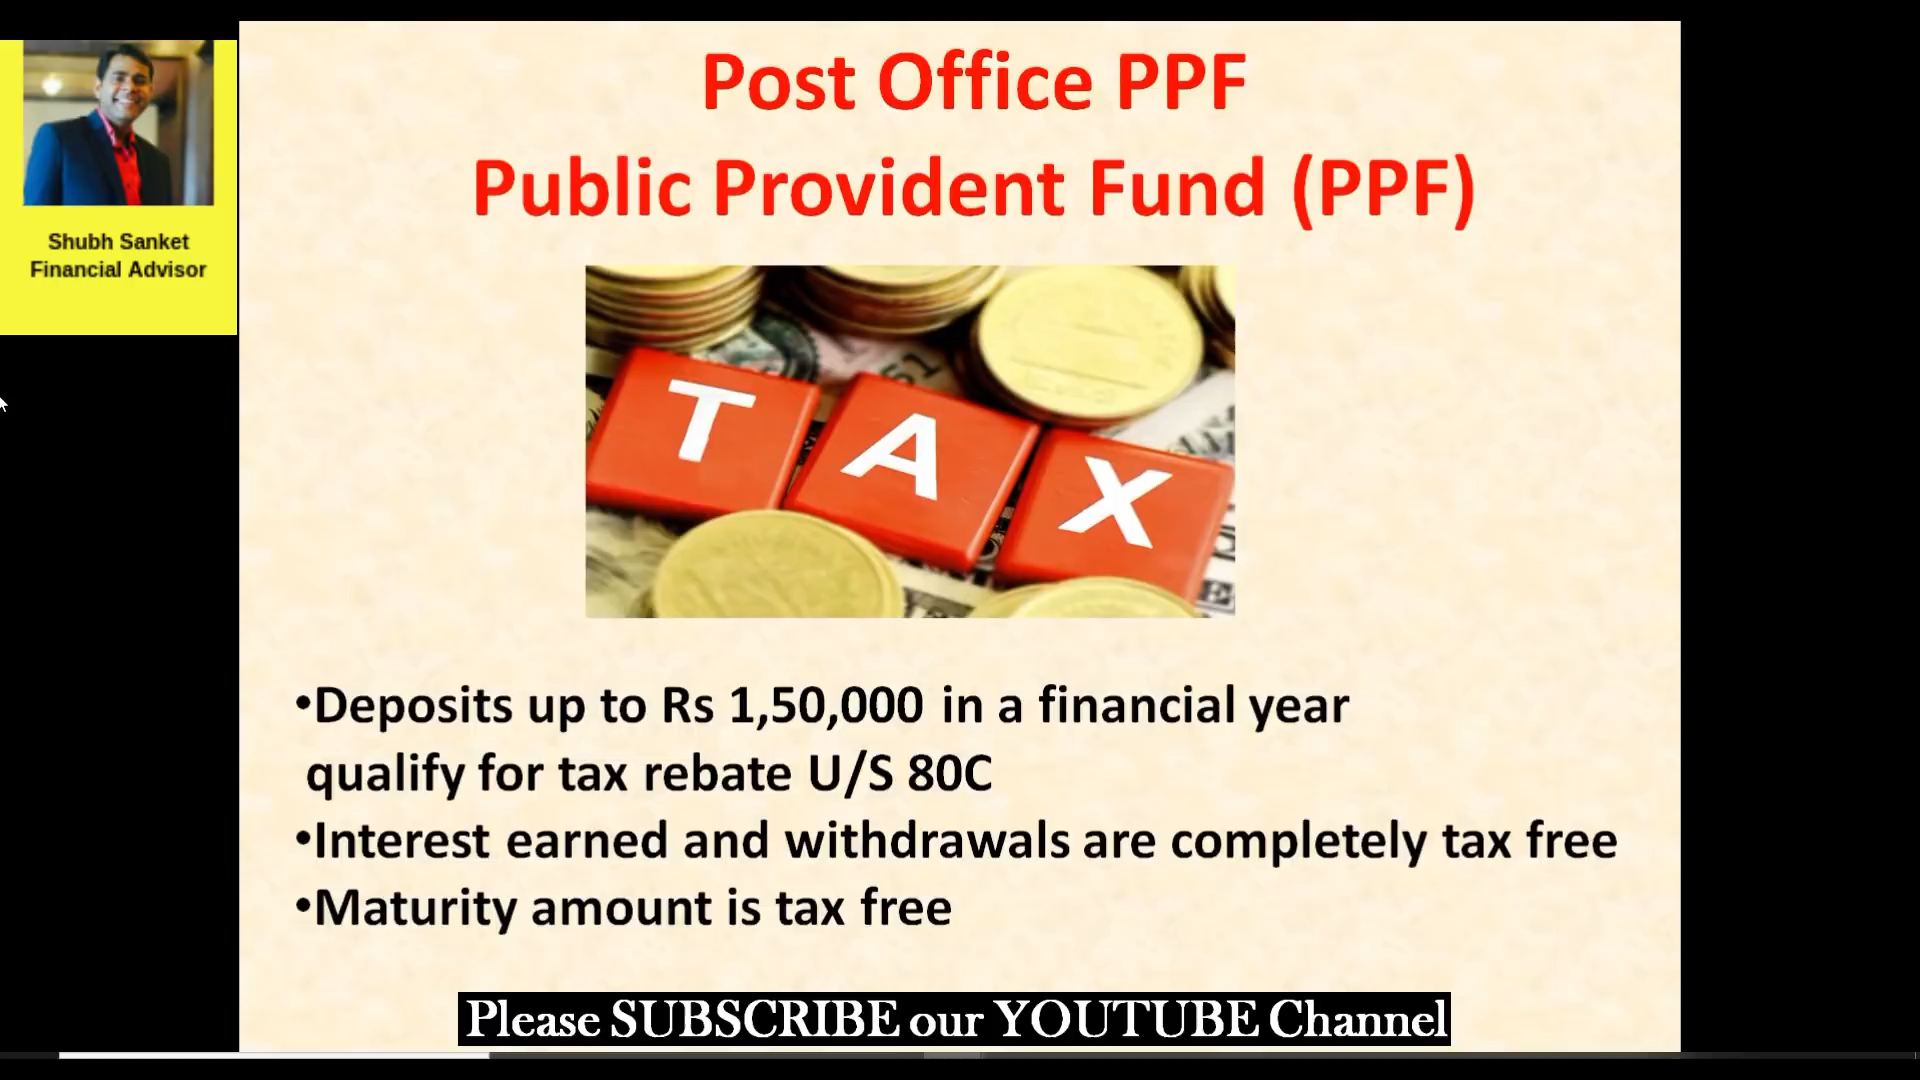 Post Office PPF
Public Provident Fund (PPF)
Shubh Sanket
Financial Advisor
51
T A X
•Deposits up to Rs 1,50,000 in a financial year
qualify for tax rebate U/S 80C
•Interest earned and withdrawals are completely tax free
•Maturity amount is tax free
Please SUBSCRIBE our YOUTUBE Channel